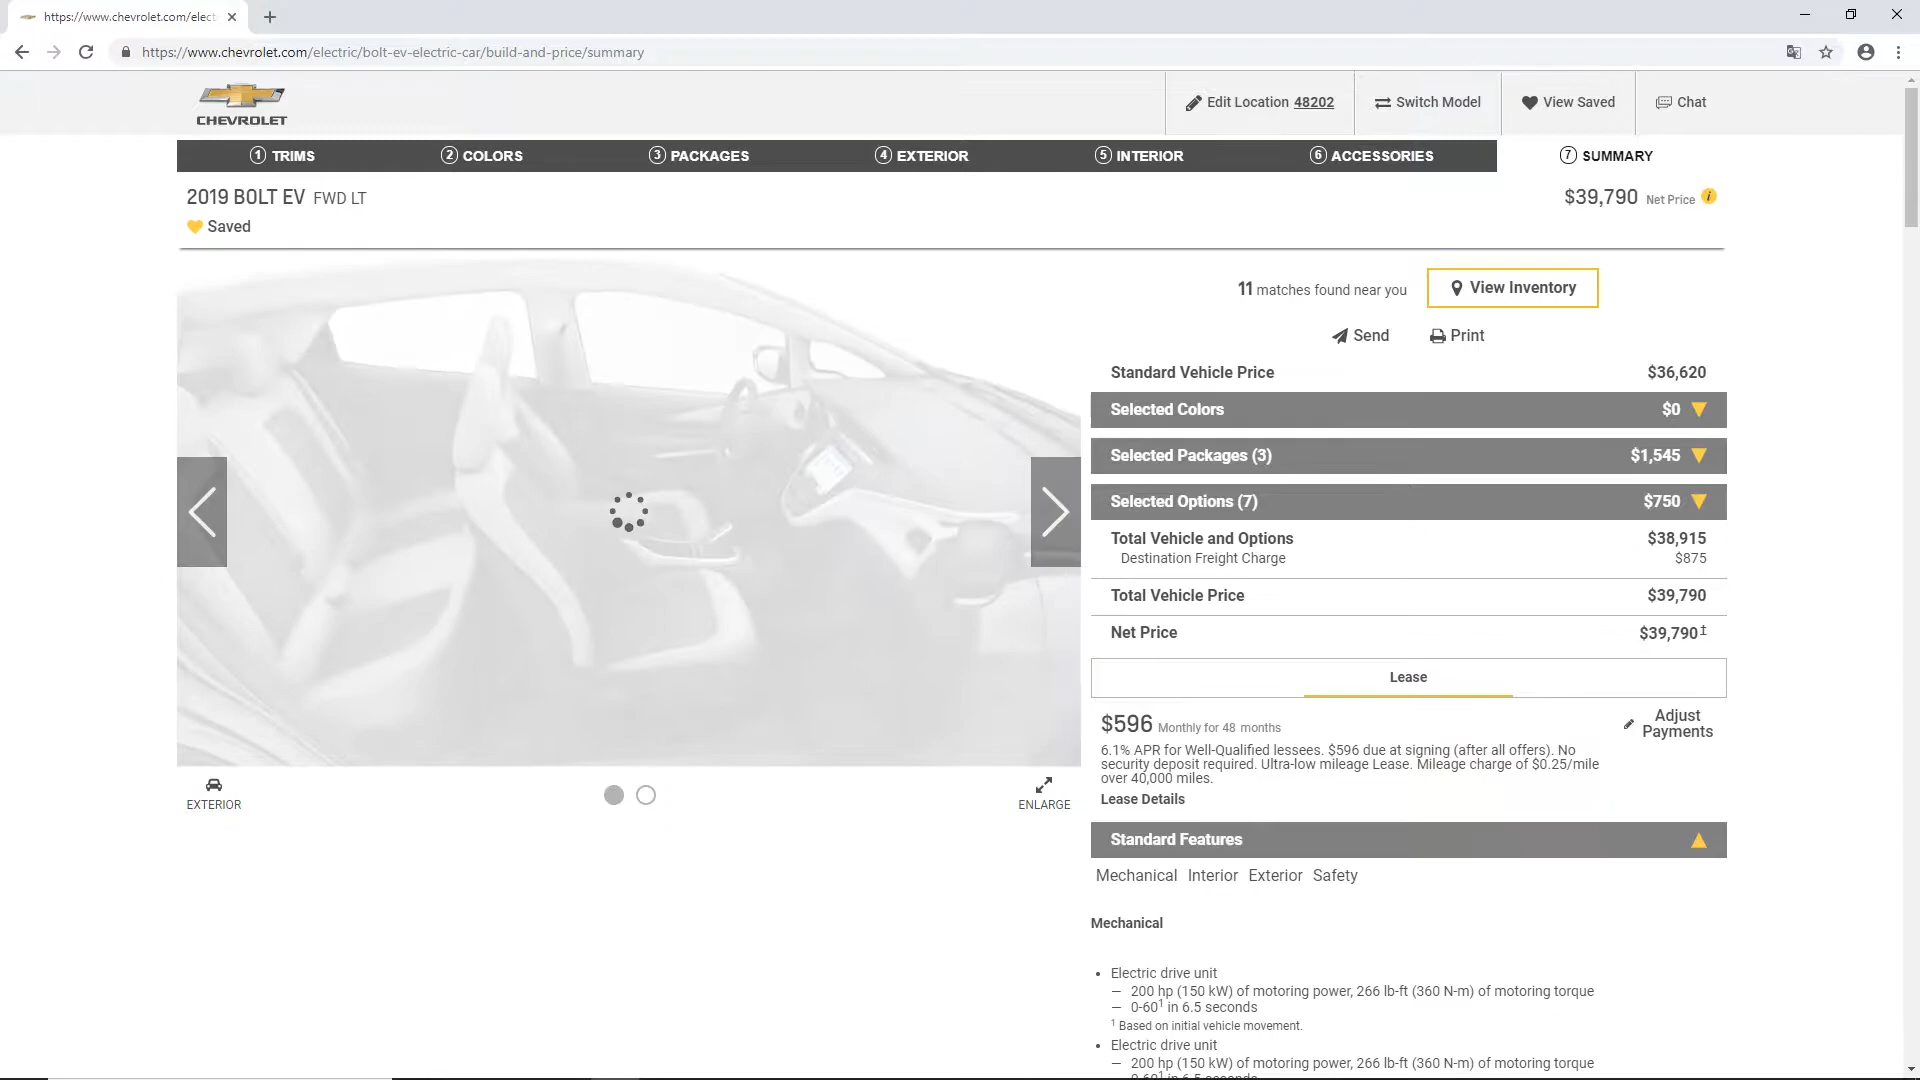 https://www.chevrolet.com/elect
https://www.chevrolet.com/electric/bolt-ev-electric-car/build-and-price/summary
CHEVROLET
Edit Location 48202
Switch Model
View Saved
Chat
1 TRIMS
2 COLORS
3 PACKAGES
4 EXTERIOR
5 INTERIOR
6 ACCESSORIES
7 SUMMARY
2019 BOLT EV FWD LT
$39,790 Net Price i
Saved
11 matches found near you
View Inventory
Send
Print
Standard Vehicle Price $36,620
Selected Colors $0
Selected Packages (3) $1,545
Selected Options (7) $750
Total Vehicle and Options $38,915
Destination Freight Charge $875
Total Vehicle Price $39,790
Net Price $39,790‡
Lease
$596 Monthly for 48 months
Adjust
Payments
6.1% APR for Well-Qualified lessees. $596 due at signing (after all offers). No
security deposit required. Ultra-low mileage Lease. Mileage charge of $0.25/mile
over 40,000 miles.
Lease Details
EXTERIOR
ENLARGE
Standard Features
Mechanical Interior Exterior Safety
Mechanical
• Electric drive unit
– 200 hp (150 kW) of motoring power, 266 lb-ft (360 N-m) of motoring torque
– 0-60¹ in 6.5 seconds
¹ Based on initial vehicle movement.
• Electric drive unit
– 200 hp (150 kW) of motoring power, 266 lb-ft (360 N-m) of motoring torque
– 0-60¹ in 6.5 seconds